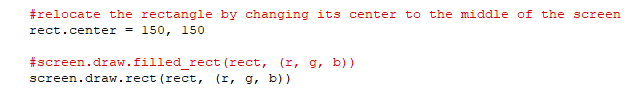 #relocate the rectangle by changing its center to the middle of the screen
rect.center = 150, 150
#screen.draw.filled_rect(rect, (r, g, b))
screen.draw.rect(rect, (r, g, b))